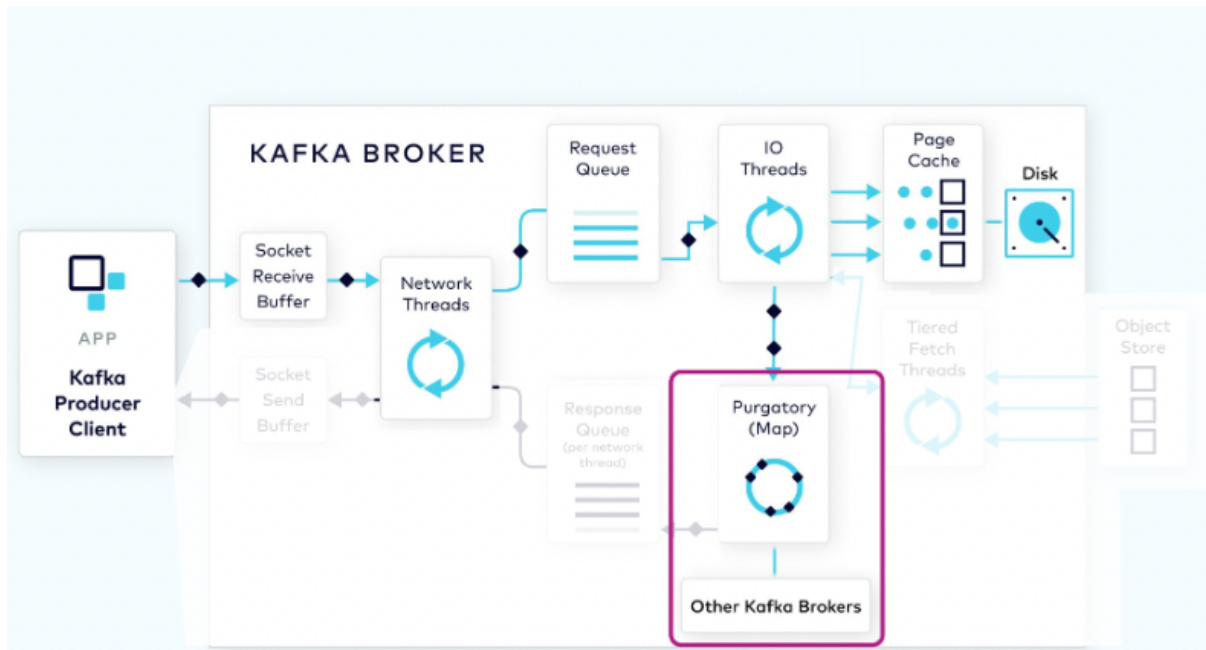 KAFKA BROKER
Request
Queue
IO
Threads
Page
Cache
Disk
Socket
Receive
Buffer
Network
Threads
APP
Kafka
Producer
Client
Socket
Send
Buffer
Response
Queue
(per network
thread)
Purgatory
(Map)
Tiered
Fetch
Threads
Object
Store
Other Kafka Brokers